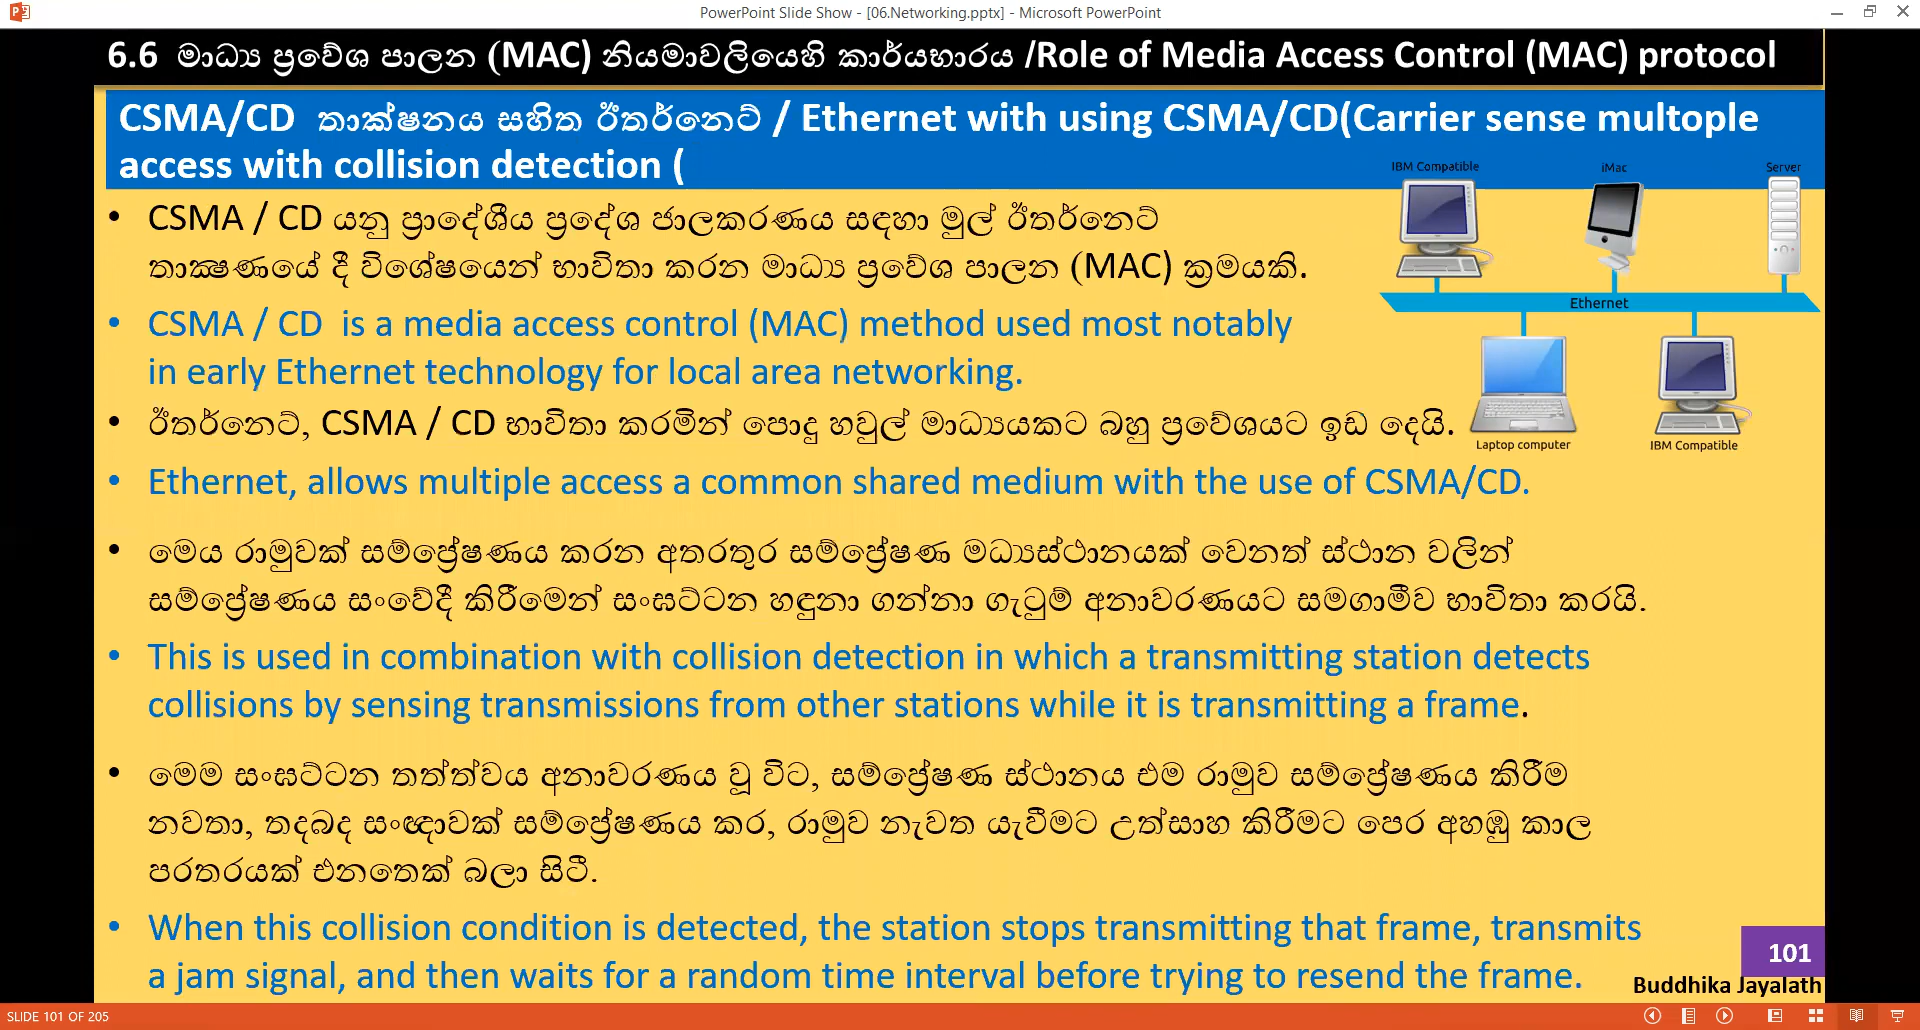 PowerPoint Slide Show - [06.Networking.pptx] - Microsoft PowerPoint
6.6 මාධ්‍ය ප්‍රවේශ පාලන (MAC) නියමාවලියෙහි කාර්යභාරය /Role of Media Access Control (MAC) protocol
CSMA/CD තාක්ෂනය සහිත ඊතර්නෙට් / Ethernet with using CSMA/CD(Carrier sense multople
access with collision detection (
IBM Compatible
iMac
Server
Ethernet
Laptop computer
IBM Compatible
• CSMA / CD යනු ප්‍රාදේශීය ප්‍රදේශ ජාලකරණය සඳහා මුල් ඊතර්නෙට්
තාක්‍ෂණයේ දී විශේෂයෙන් භාවිතා කරන මාධ්‍ය ප්‍රවේශ පාලන (MAC) ක්‍රමයකි.
• CSMA / CD is a media access control (MAC) method used most notably
in early Ethernet technology for local area networking.
• ඊතර්නෙට්, CSMA / CD භාවිතා කරමින් පොදු හවුල් මාධ්‍යයකට බහු ප්‍රවේශයට ඉඩ දෙයි.
• Ethernet, allows multiple access a common shared medium with the use of CSMA/CD.
• මෙය රාමුවක් සම්ප්‍රේෂණය කරන අතරතුර සම්ප්‍රේෂණ මධ්‍යස්ථානයක් වෙනත් ස්ථාන වලින්
සම්ප්‍රේෂණය සංවේදී කිරීමෙන් සංඝට්ටන හඳුනා ගන්නා ගැටුම් අනාවරණයට සමගාමීව භාවිතා කරයි.
• This is used in combination with collision detection in which a transmitting station detects
collisions by sensing transmissions from other stations while it is transmitting a frame.
• මෙම සංඝට්ටන තත්ත්වය අනාවරණය වූ විට, සම්ප්‍රේෂණ ස්ථානය එම රාමුව සම්ප්‍රේෂණය කිරීම
නවතා, තදබද සංඥාවක් සම්ප්‍රේෂණය කර, රාමුව නැවත යැවීමට උත්සාහ කිරීමට පෙර අහඹු කාල
පරතරයක් එනතෙක් බලා සිටී.
• When this collision condition is detected, the station stops transmitting that frame, transmits
a jam signal, and then waits for a random time interval before trying to resend the frame.
101
Buddhika Jayalath
SLIDE 101 OF 205